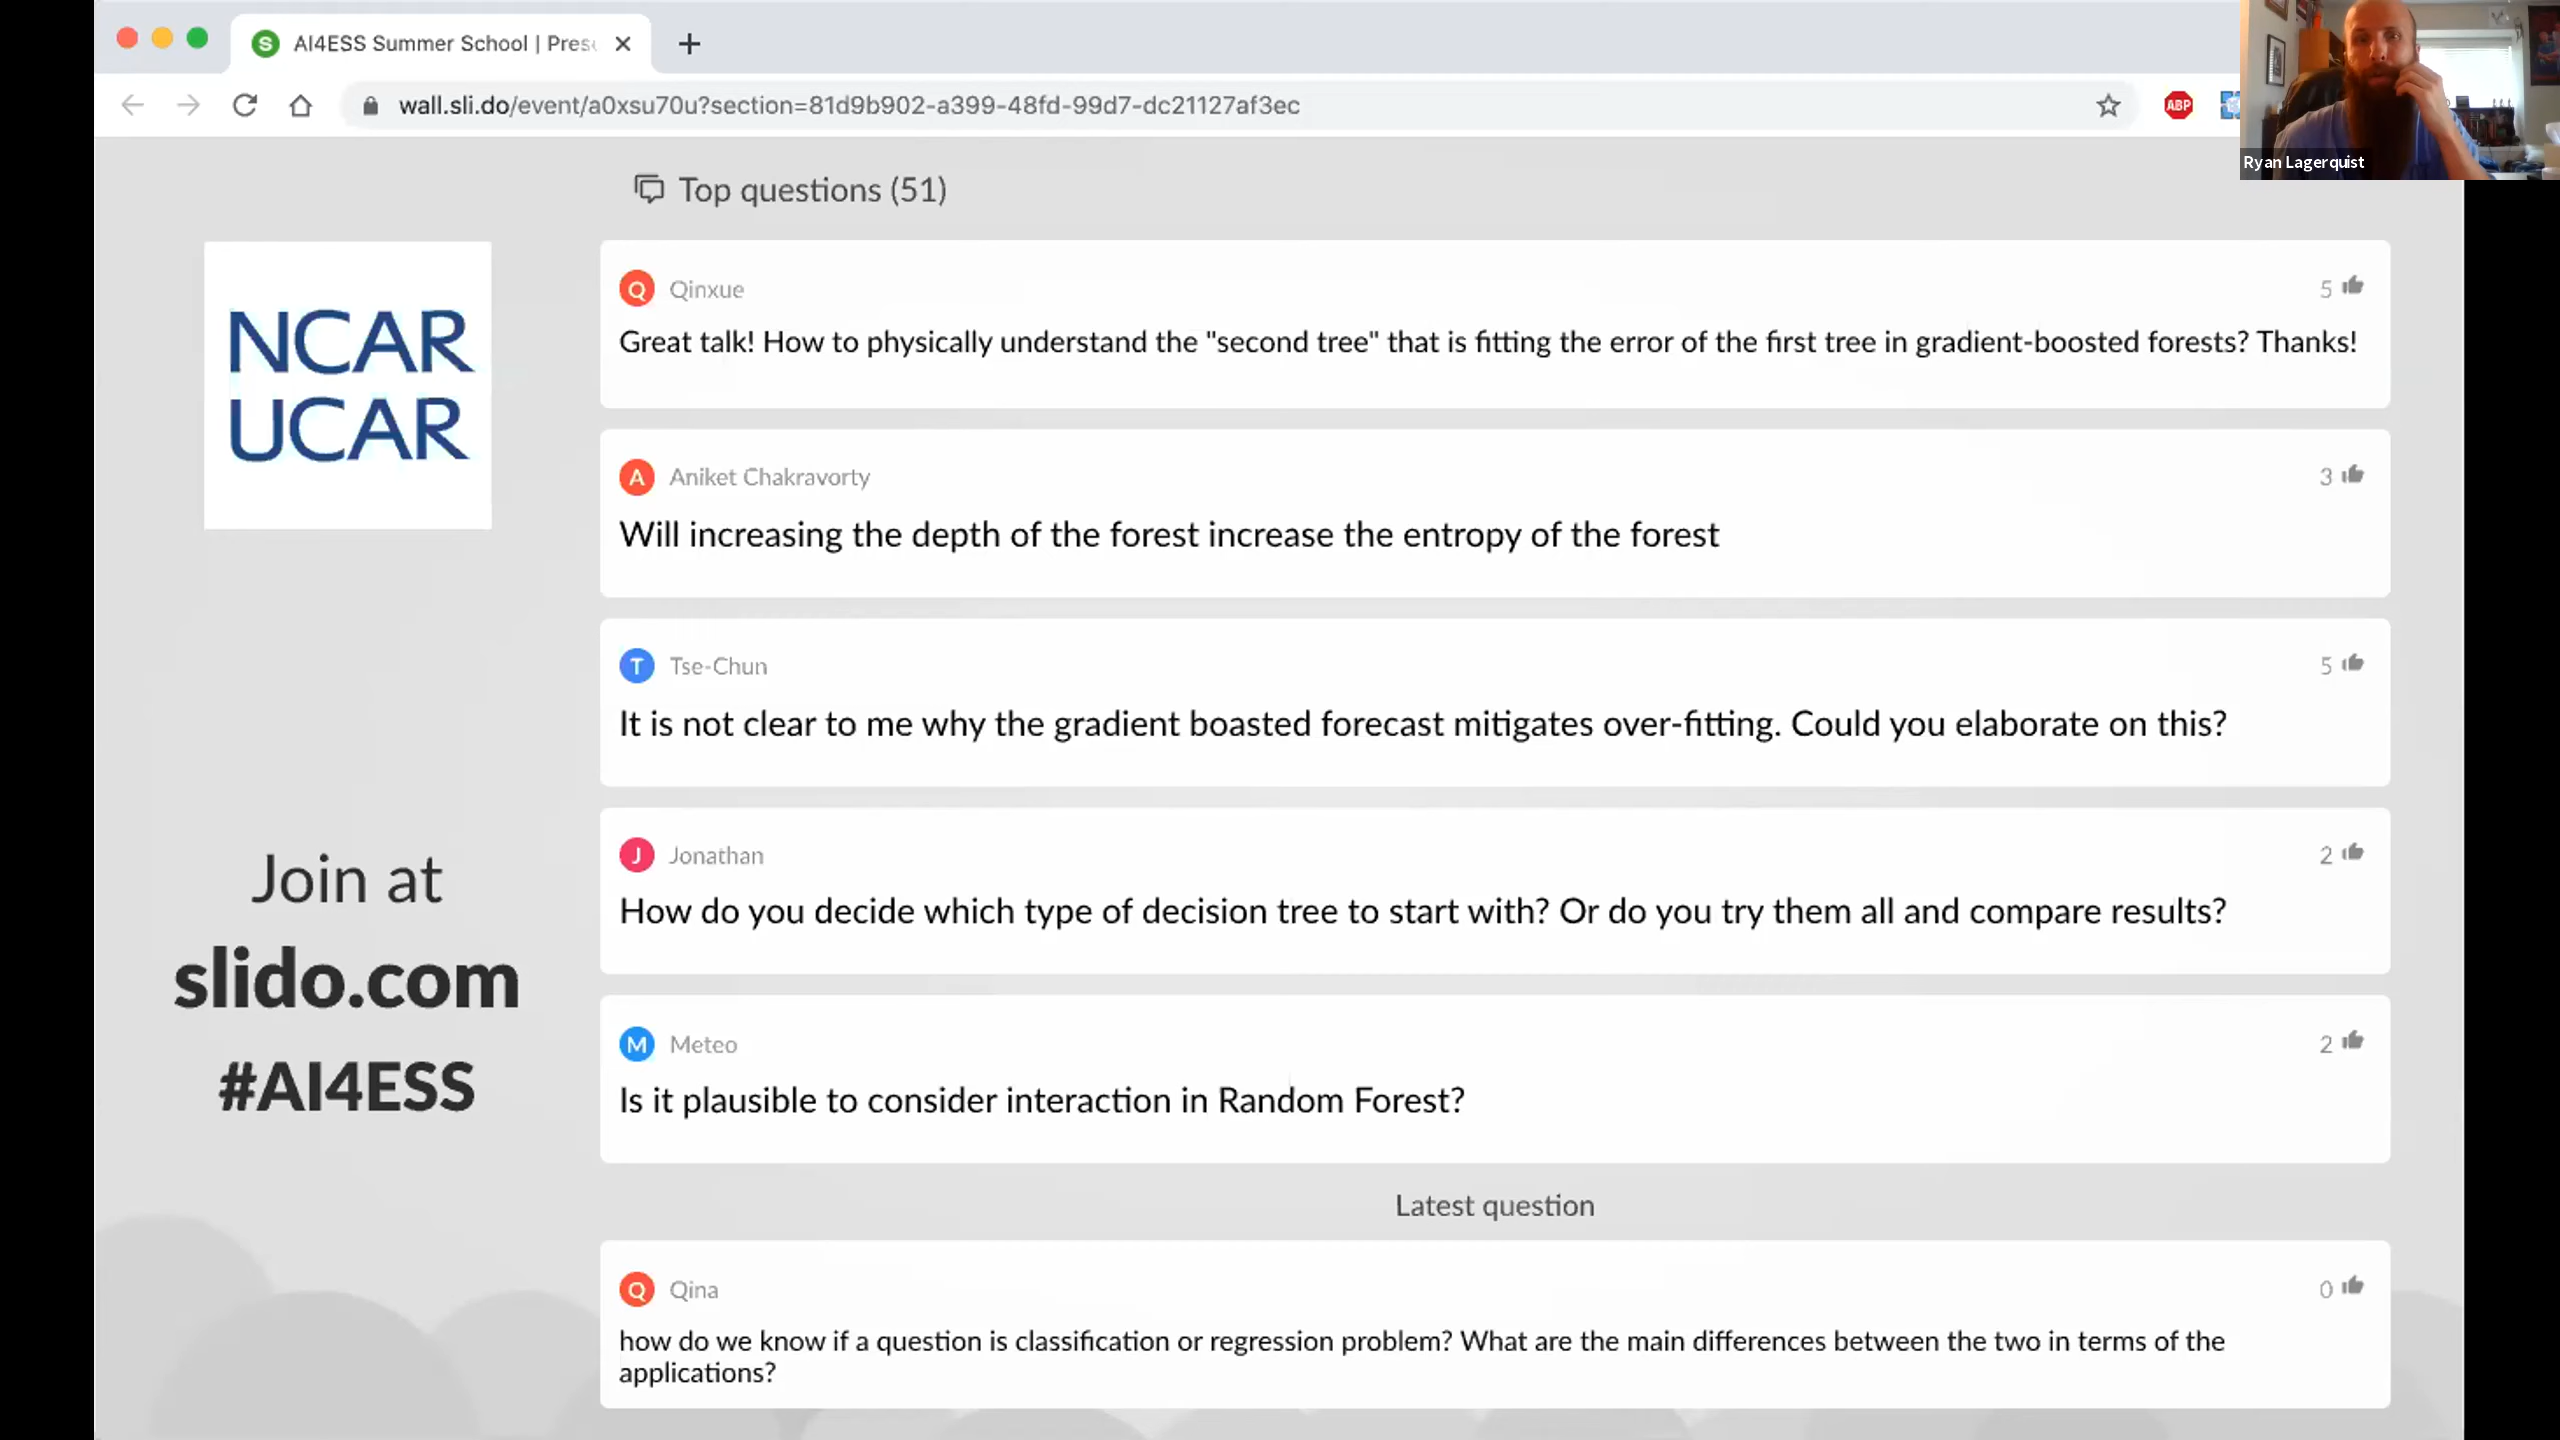 AI4ESS Summer School | Prese
wall.sli.do/event/a0xsu70u?section=81d9b902-a399-48fd-99d7-dc21127af3ec
ABP
Ryan Lagerquist
Top questions (51)
NCAR
UCAR
Q Qinxue 5
Great talk! How to physically understand the "second tree" that is fitting the error of the first tree in gradient-boosted forests? Thanks!
A Aniket Chakravorty 3
Will increasing the depth of the forest increase the entropy of the forest
T Tse-Chun 5
It is not clear to me why the gradient boasted forecast mitigates over-fitting. Could you elaborate on this?
J Jonathan 2
How do you decide which type of decision tree to start with? Or do you try them all and compare results?
M Meteo 2
Is it plausible to consider interaction in Random Forest?
Join at
slido.com
#AI4ESS
Latest question
Q Qina 0
how do we know if a question is classification or regression problem? What are the main differences between the two in terms of the
applications?